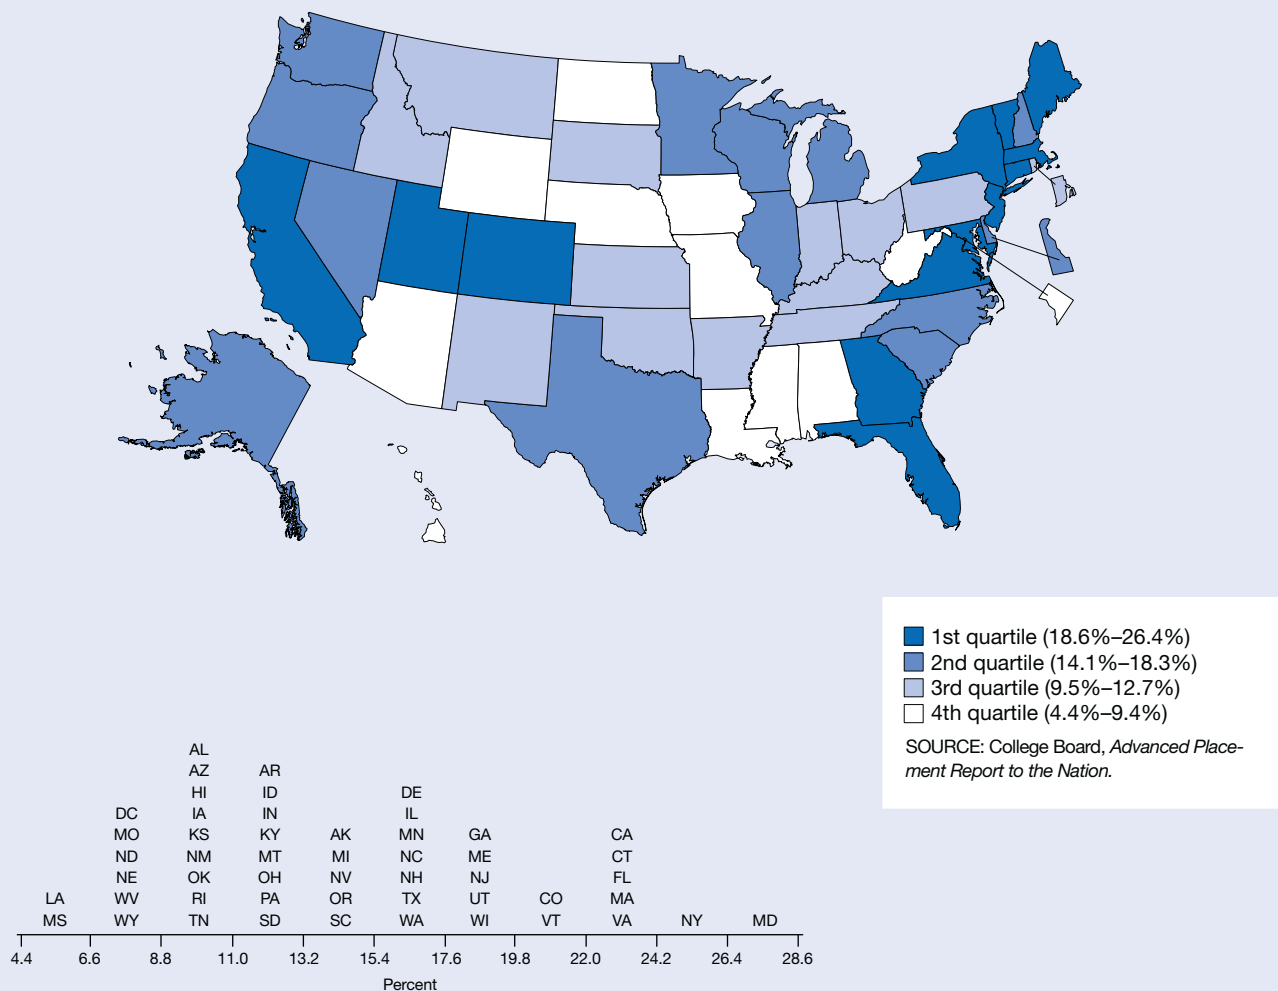 1st quartile (18.6%–26.4%)
2nd quartile (14.1%–18.3%)
3rd quartile (9.5%–12.7%)
4th quartile (4.4%–9.4%)
SOURCE: College Board, Advanced Place-
ment Report to the Nation.
AL
AZ AR
HI ID DE
DC IA IN IL
MO KS KY AK MN GA CA
ND NM MT MI NC ME CT
NE OK OH NV NH NJ FL
LA WV RI PA OR TX UT CO MA
MS WY TN SD SC WA WI VT VA NY MD
4.4 6.6 8.8 11.0 13.2 15.4 17.6 19.8 22.0 24.2 26.4 28.6
Percent